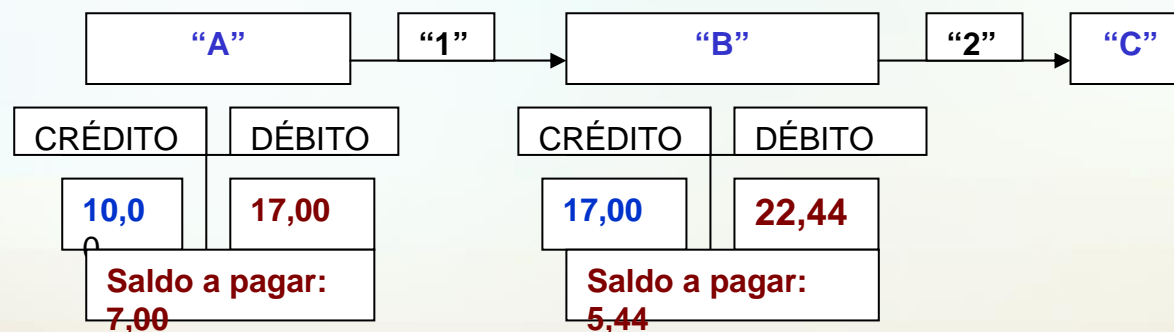 “A” “1” “B” “2” “C”
CRÉDITO DÉBITO CRÉDITO DÉBITO
10,0 17,00 17,00 22,44
0
Saldo a pagar: Saldo a pagar:
7,00 5,44